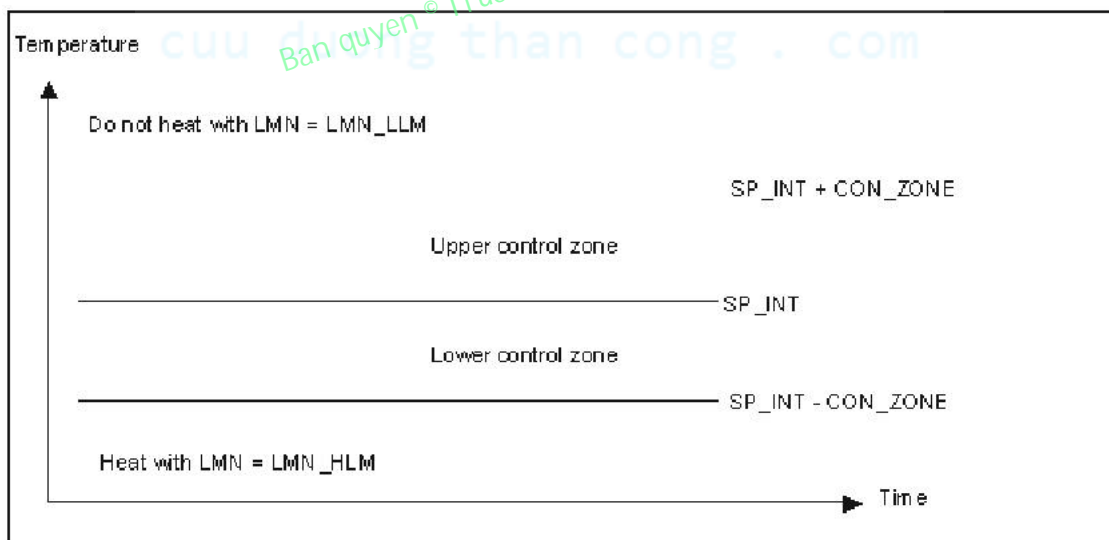 cuu duong than cong . com
Ban quyen ©
Temperature
Do not heat with LMN = LMN_LLM
SP_INT + CON_ZONE
Upper control zone
SP_INT
Lower control zone
SP_INT - CON_ZONE
Heat with LMN = LMN_HLM
Time